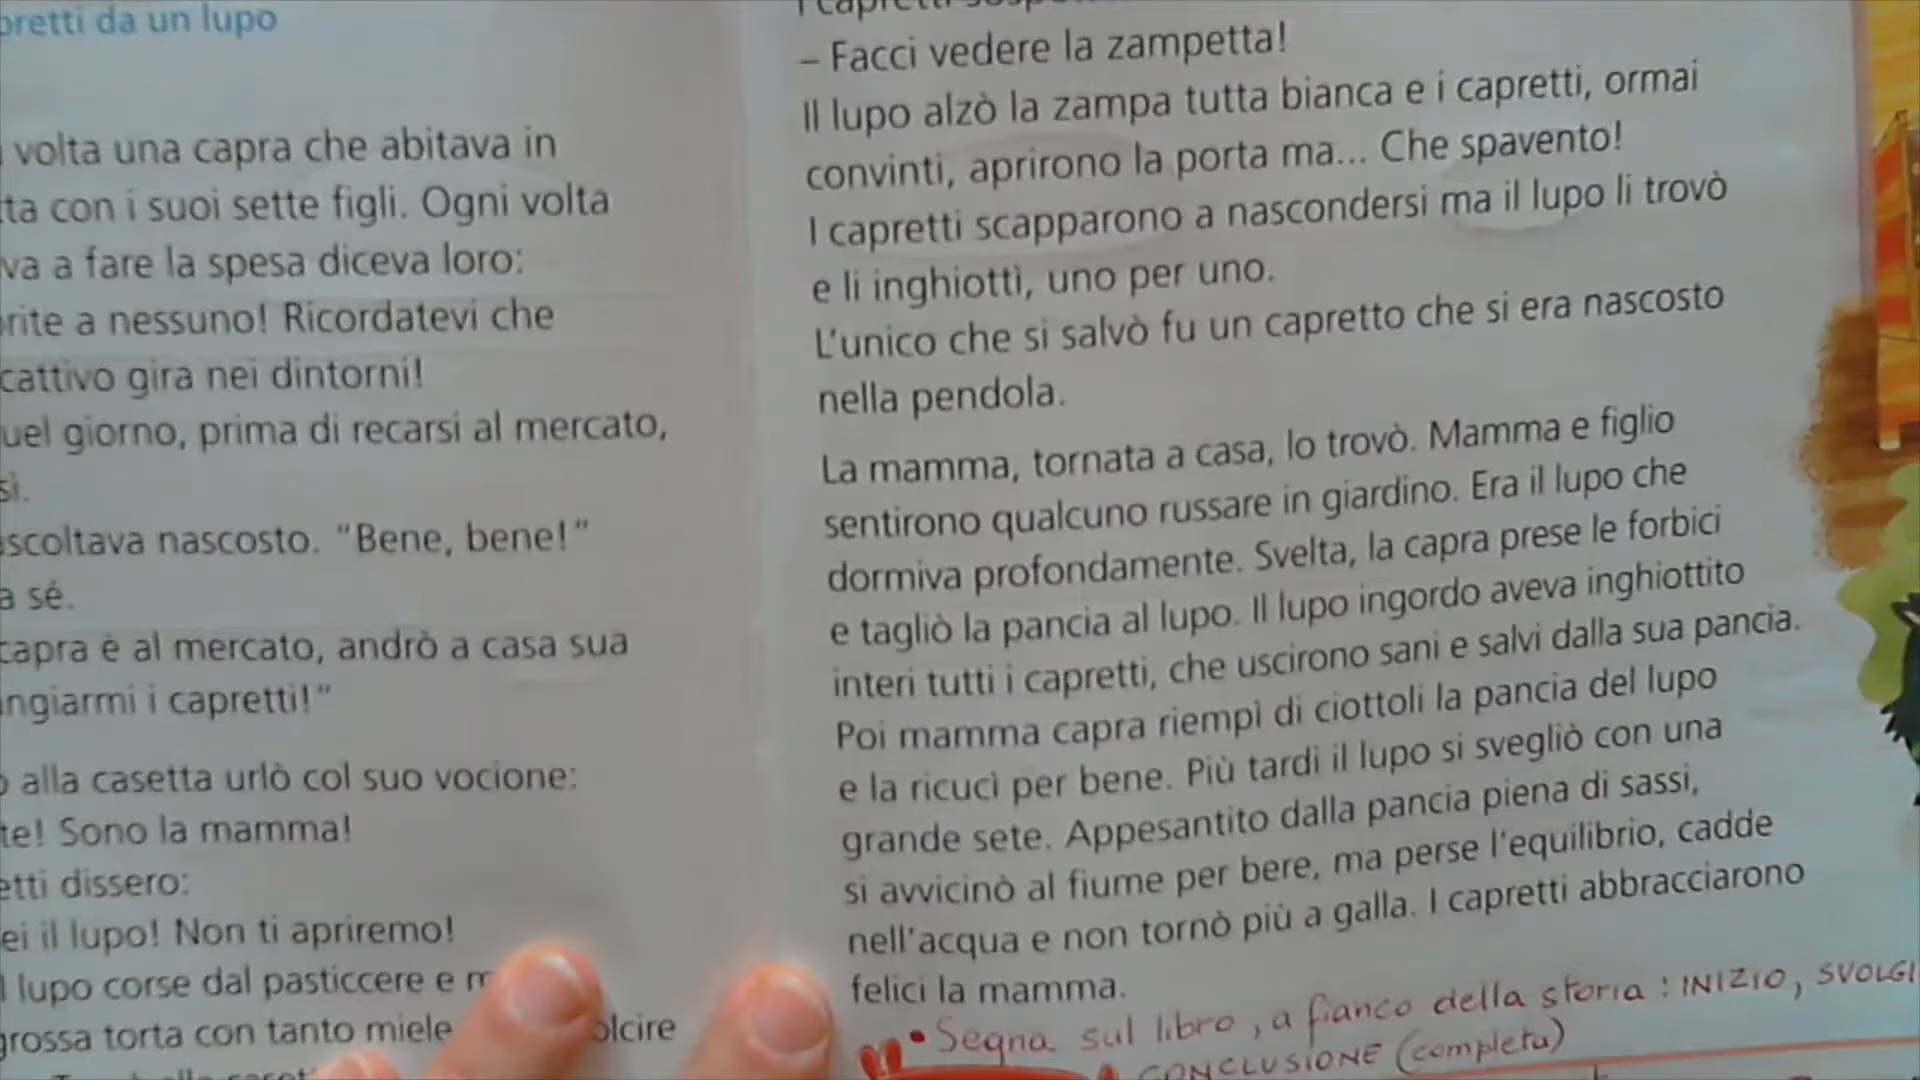 pretti da un lupo
volta una capra che abitava in
ta con i suoi sette figli. Ogni volta
va a fare la spesa diceva loro:
rite a nessuno! Ricordatevi che
cattivo gira nei dintorni!
uel giorno, prima di recarsi al mercato,
sì.
scoltava nascosto. “Bene, bene!”
a sé.
capra è al mercato, andrò a casa sua
ngiarmi i capretti!”
o alla casetta urlò col suo vocione:
te! Sono la mamma!
etti dissero:
ei il lupo! Non ti apriremo!
l lupo corse dal pasticcere e m
grossa torta con tanto miele olcire
I capretti
– Facci vedere la zampetta!
Il lupo alzò la zampa tutta bianca e i capretti, ormai
convinti, aprirono la porta ma... Che spavento!
I capretti scapparono a nascondersi ma il lupo li trovò
e li inghiottì, uno per uno.
L'unico che si salvò fu un capretto che si era nascosto
nella pendola.
La mamma, tornata a casa, lo trovò. Mamma e figlio
sentirono qualcuno russare in giardino. Era il lupo che
dormiva profondamente. Svelta, la capra prese le forbici
e tagliò la pancia al lupo. Il lupo ingordo aveva inghiottito
interi tutti i capretti, che uscirono sani e salvi dalla sua pancia.
Poi mamma capra riempì di ciottoli la pancia del lupo
e la ricucì per bene. Più tardi il lupo si svegliò con una
grande sete. Appesantito dalla pancia piena di sassi,
si avvicinò al fiume per bere, ma perse l'equilibrio, cadde
nell'acqua e non tornò più a galla. I capretti abbracciarono
felici la mamma.
• Segna sul libro, a fianco della storia : INIZIO, SVOLGI
CONCLUSIONE (completa)